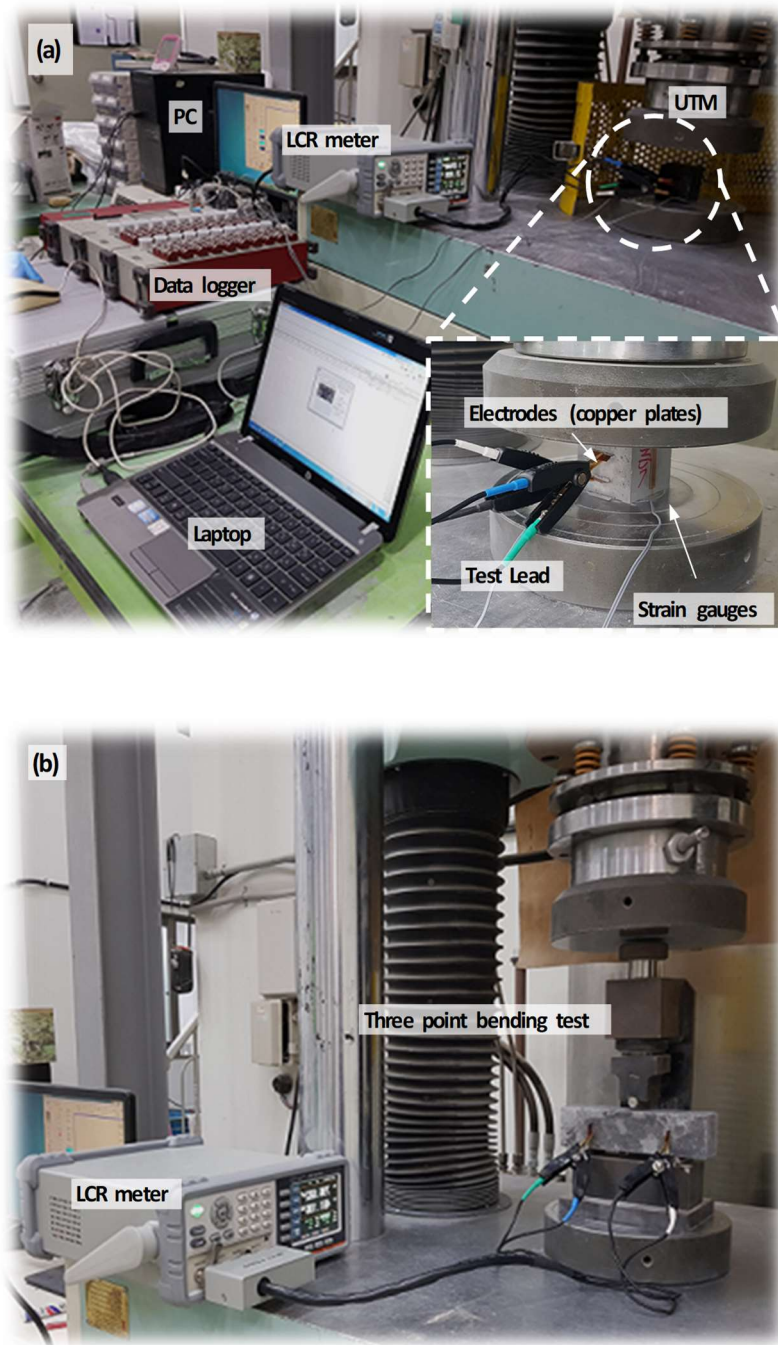 (a)
PC
UTM
LCR meter
Data logger
Electrodes (copper plates)
Laptop
Test Lead
Strain gauges
(b)
Three point bending test
LCR meter